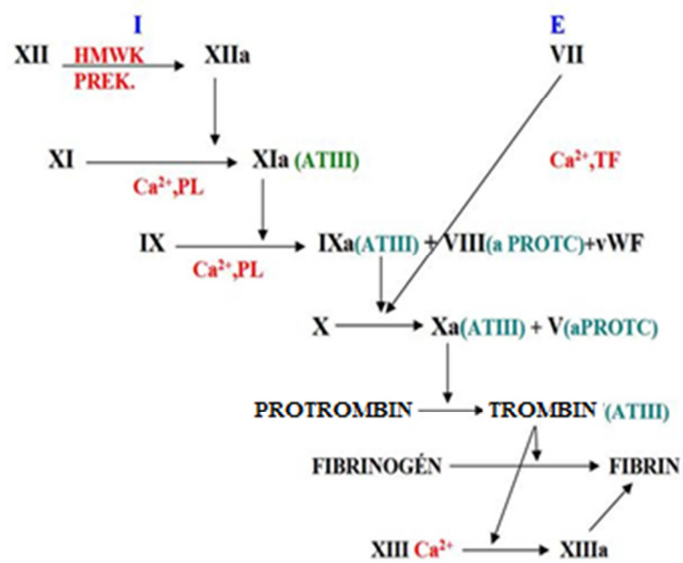 I E
XII HMWK XIIa VII
PREK.
XI XIa (ATIII) Ca²⁺,TF
Ca²⁺,PL
IX IXa(ATIII) + VIII(a PROTC)+vWF
Ca²⁺,PL
X Xa(ATIII) + V(aPROTC)
PROTROMBIN TROMBIN (ATIII)
FIBRINOGÉN FIBRIN
XIII Ca²⁺ XIIIa